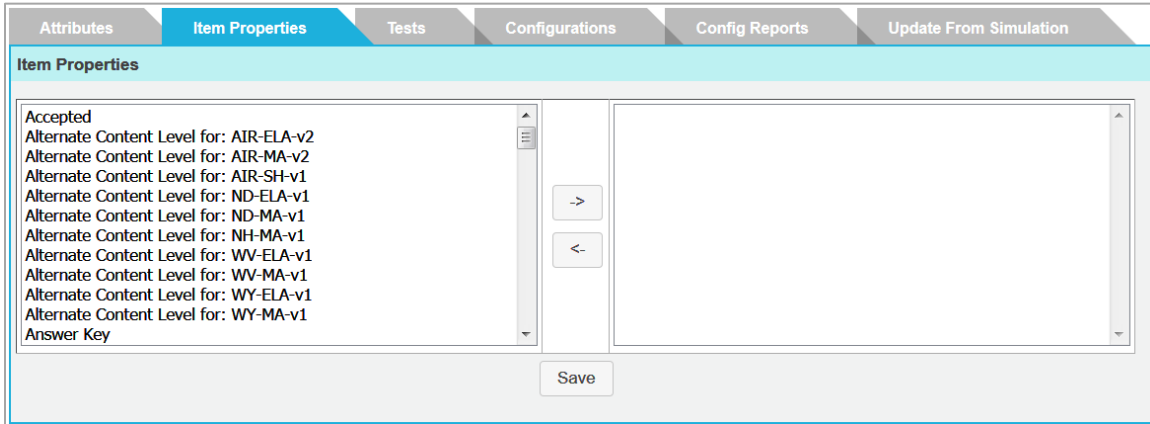 Attributes Item Properties Tests Configurations Config Reports Update From Simulation
Item Properties
Accepted
Alternate Content Level for: AIR-ELA-v2
Alternate Content Level for: AIR-MA-v2
Alternate Content Level for: AIR-SH-v1
Alternate Content Level for: ND-ELA-v1
Alternate Content Level for: ND-MA-v1
Alternate Content Level for: NH-MA-v1
Alternate Content Level for: WV-ELA-v1
Alternate Content Level for: WV-MA-v1
Alternate Content Level for: WY-ELA-v1
Alternate Content Level for: WY-MA-v1
Answer Key
->
<-
Save